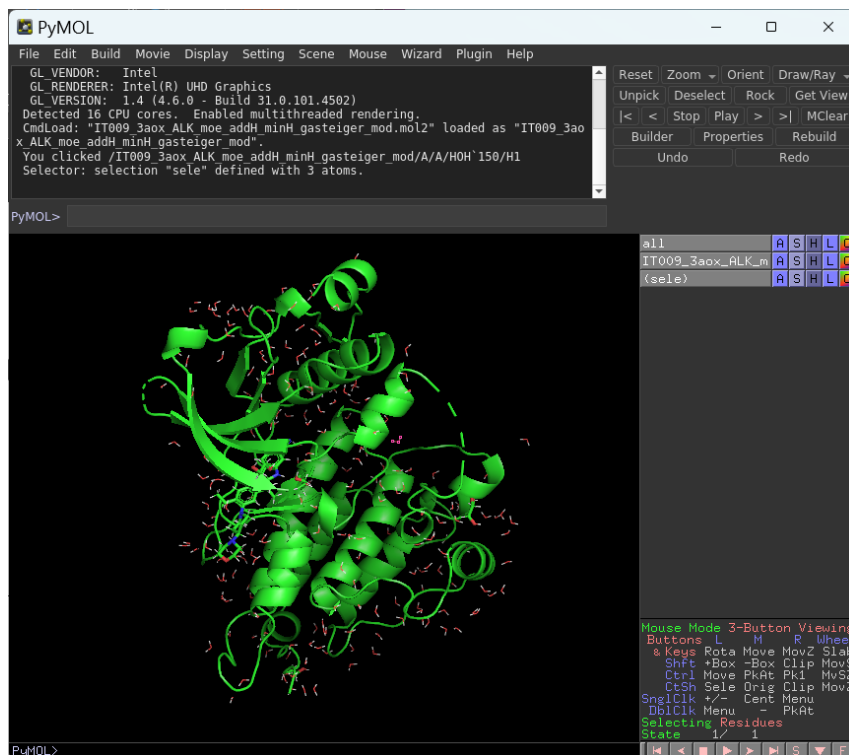 PyMOL
File Edit Build Movie Display Setting Scene Mouse Wizard Plugin Help
GL_VENDOR: Intel
GL_RENDERER: Intel(R) UHD Graphics
GL_VERSION: 1.4 (4.6.0 - Build 31.0.101.4502)
Detected 16 CPU cores. Enabled multithreaded rendering.
CmdLoad: "IT009_3aox_ALK_moe_addH_minH_gasteiger_mod.mol2" loaded as "IT009_3ao
x_ALK_moe_addH_minH_gasteiger_mod".
You clicked /IT009_3aox_ALK_moe_addH_minH_gasteiger_mod/A/A/HOH`150/H1
Selector: selection "sele" defined with 3 atoms.
PyMOL>
Reset Zoom Orient Draw/Ray
Unpick Deselect Rock Get View
|< < Stop Play > >| MClear
Builder Properties Rebuild
Undo Redo
all A S H L C
IT009_3aox_ALK_m A S H L C
(sele) A S H L C
Mouse Mode 3-Button Viewing
Buttons L M R Whee
& Keys Rota Move MovZ Slab
Shft +Box -Box Clip MovS
Ctrl Move PkAt Pk1 MvSZ
CtSh Sele Orig Clip MovZ
SnglClk +/- Cent Menu
DblClk Menu - PkAt
Selecting Residues
State 1/ 1
PyMOL>
S F